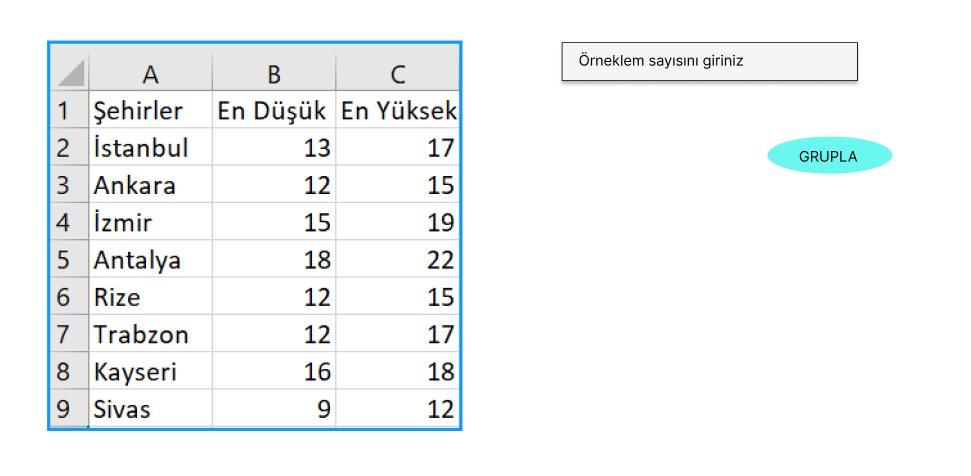 A B C
1 Şehirler En Düşük En Yüksek
2 İstanbul 13 17
3 Ankara 12 15
4 İzmir 15 19
5 Antalya 18 22
6 Rize 12 15
7 Trabzon 12 17
8 Kayseri 16 18
9 Sivas 9 12
Örneklem sayısını giriniz
GRUPLA